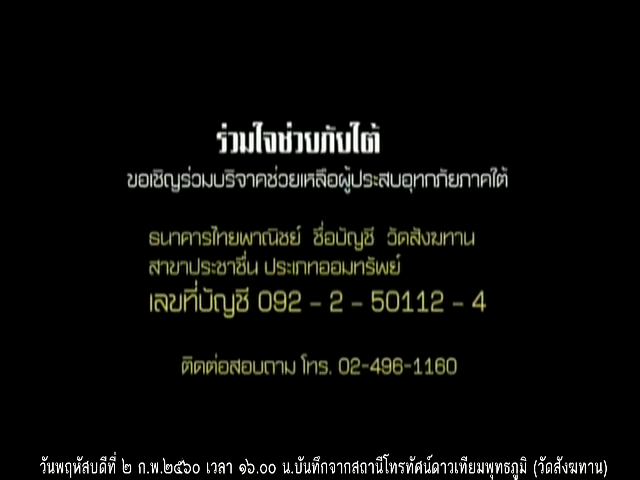 ร่วมใจช่วยภัยใต้
ขอเชิญร่วมบริจาคช่วยเหลือผู้ประสบอุทกภัยภาคใต้
ธนาคารไทยพาณิชย์ ชื่อบัญชี วัดสังฆทาน
สาขาประชาชื่น ประเภทออมทรัพย์
เลขที่บัญชี 092 - 2 - 50112 - 4
ติดต่อสอบถาม โทร. 02-496-1160
วันพฤหัสบดีที่ ๒ ก.พ.๒๕๖๐ เวลา ๑๖.๐๐ น.บันทึกจากสถานีโทรทัศน์ดาวเทียมพุทธภูมิ (วัดสังฆทาน)